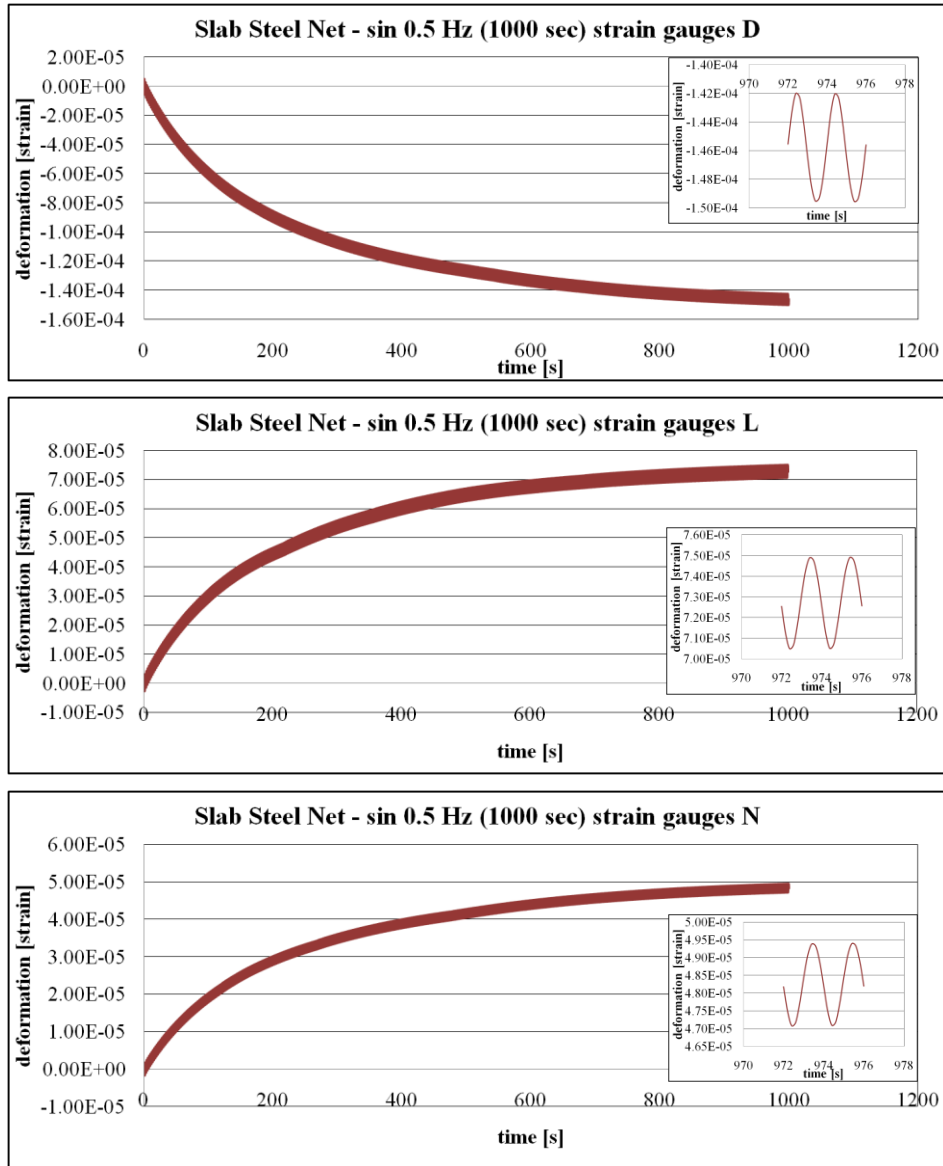 Slab Steel Net - sin 0.5 Hz (1000 sec) strain gauges D
deformation [strain]
2.00E-05
0.00E+00
-2.00E-05
-4.00E-05
-6.00E-05
-8.00E-05
-1.00E-04
-1.20E-04
-1.40E-04
-1.60E-04
0 200 400 600 800 1000 1200
time [s]
deformation [strain]
-1.40E-04
-1.42E-04
-1.44E-04
-1.46E-04
-1.48E-04
-1.50E-04
970 972 974 976 978
time [s]
Slab Steel Net - sin 0.5 Hz (1000 sec) strain gauges L
deformation [strain]
8.00E-05
7.00E-05
6.00E-05
5.00E-05
4.00E-05
3.00E-05
2.00E-05
1.00E-05
0.00E+00
-1.00E-05
0 200 400 600 800 1000 1200
time [s]
deformation [strain]
7.60E-05
7.50E-05
7.40E-05
7.30E-05
7.20E-05
7.10E-05
7.00E-05
970 972 974 976 978
time [s]
Slab Steel Net - sin 0.5 Hz (1000 sec) strain gauges N
deformation [strain]
6.00E-05
5.00E-05
4.00E-05
3.00E-05
2.00E-05
1.00E-05
0.00E+00
-1.00E-05
0 200 400 600 800 1000 1200
time [s]
deformation [strain]
5.00E-05
4.95E-05
4.90E-05
4.85E-05
4.80E-05
4.75E-05
4.70E-05
4.65E-05
970 972 974 976 978
time [s]